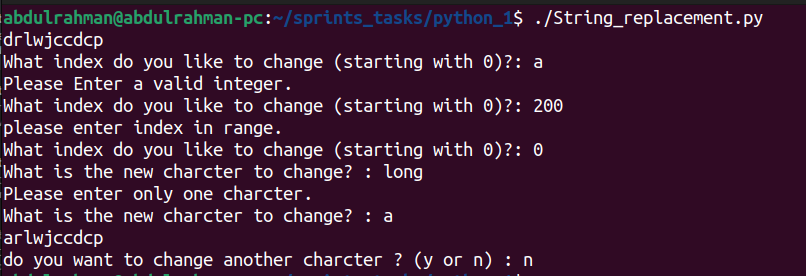 abdulrahman@abdulrahman-pc:~/sprints_tasks/python_1$ ./String_replacement.py
drlwjccdcp
What index do you like to change (starting with 0)?: a
Please Enter a valid integer.
What index do you like to change (starting with 0)?: 200
please enter index in range.
What index do you like to change (starting with 0)?: 0
What is the new charcter to change? : long
PLease enter only one charcter.
What is the new charcter to change? : a
arlwjccdcp
do you want to change another charcter ? (y or n) : n